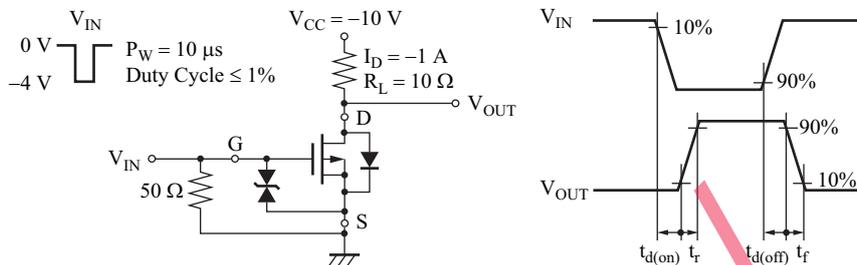 V_IN
0 V
−4 V
P_W = 10 μs
Duty Cycle ≤ 1%
V_CC = −10 V
I_D = −1 A
R_L = 10 Ω
V_OUT
D
G
V_IN
50 Ω
S
V_IN
10%
90%
90%
V_OUT
10%
t_d(on) t_r t_d(off) t_f